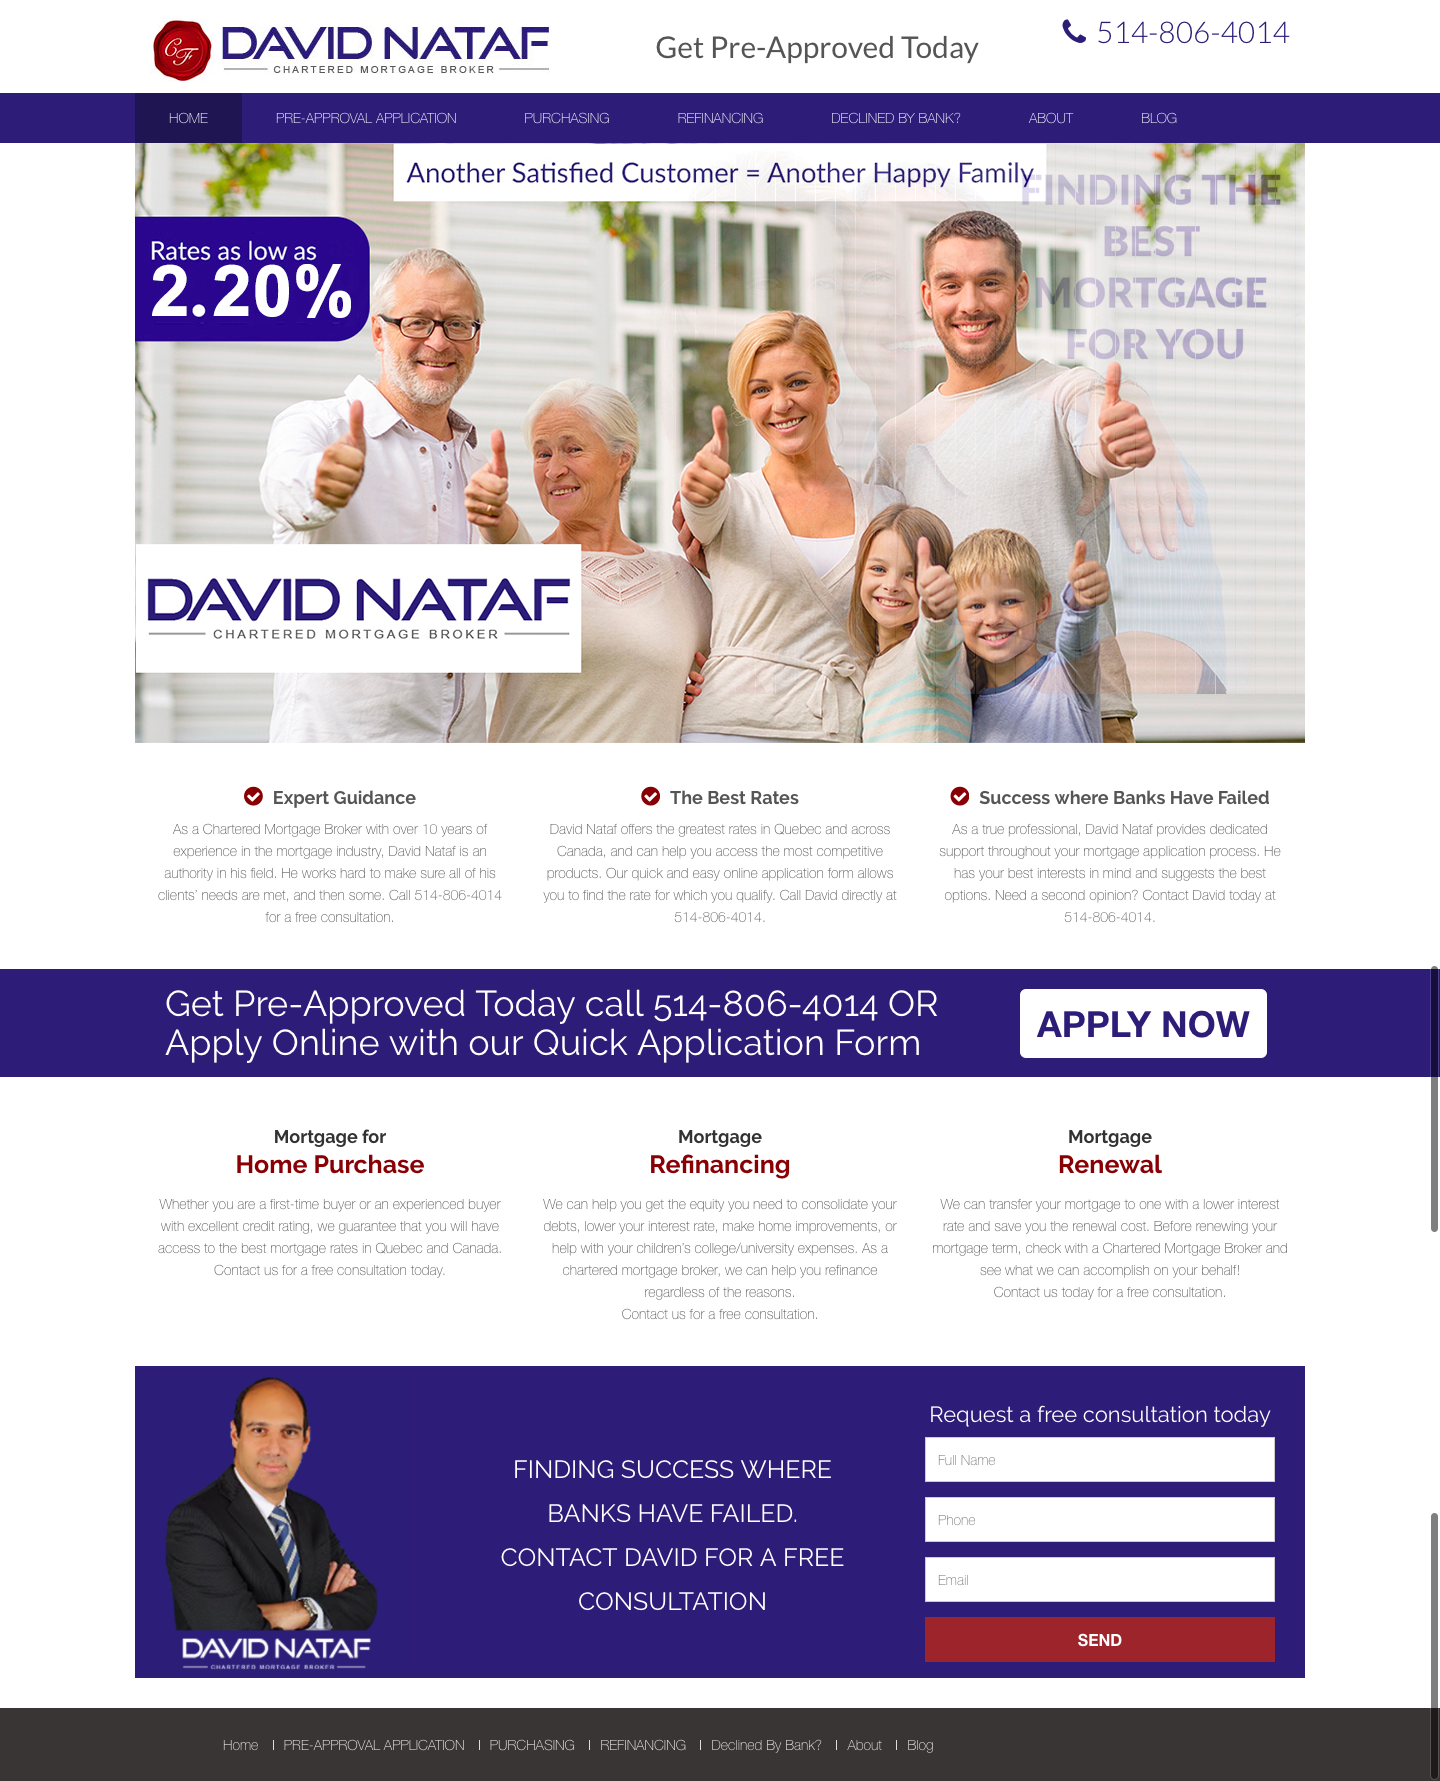 CF DAVID NATAF
CHARTERED MORTGAGE BROKER
Get Pre-Approved Today
514-806-4014
HOME PRE-APPROVAL APPLICATION PURCHASING REFINANCING DECLINED BY BANK? ABOUT BLOG
Another Satisfied Customer = Another Happy Family
FINDING THE
BEST
MORTGAGE
FOR YOU
Rates as low as
2.20%
DAVID NATAF
CHARTERED MORTGAGE BROKER
Expert Guidance
As a Chartered Mortgage Broker with over 10 years of
experience in the mortgage industry, David Nataf is an
authority in his field. He works hard to make sure all of his
clients' needs are met, and then some. Call 514-806-4014
for a free consultation.
The Best Rates
David Nataf offers the greatest rates in Quebec and across
Canada, and can help you access the most competitive
products. Our quick and easy online application form allows
you to find the rate for which you qualify. Call David directly at
514-806-4014.
Success where Banks Have Failed
As a true professional, David Nataf provides dedicated
support throughout your mortgage application process. He
has your best interests in mind and suggests the best
options. Need a second opinion? Contact David today at
514-806-4014.
Get Pre-Approved Today call 514-806-4014 OR
Apply Online with our Quick Application Form
APPLY NOW
Mortgage for
Home Purchase
Whether you are a first-time buyer or an experienced buyer
with excellent credit rating, we guarantee that you will have
access to the best mortgage rates in Quebec and Canada.
Contact us for a free consultation today.
Mortgage
Refinancing
We can help you get the equity you need to consolidate your
debts, lower your interest rate, make home improvements, or
help with your children's college/university expenses. As a
chartered mortgage broker, we can help you refinance
regardless of the reasons.
Contact us for a free consultation.
Mortgage
Renewal
We can transfer your mortgage to one with a lower interest
rate and save you the renewal cost. Before renewing your
mortgage term, check with a Chartered Mortgage Broker and
see what we can accomplish on your behalf!
Contact us today for a free consultation.
DAVID NATAF
CHARTERED MORTGAGE BROKER
FINDING SUCCESS WHERE
BANKS HAVE FAILED.
CONTACT DAVID FOR A FREE
CONSULTATION
Request a free consultation today
Full Name
Phone
Email
SEND
Home | PRE-APPROVAL APPLICATION | PURCHASING | REFINANCING | Declined By Bank? | About | Blog